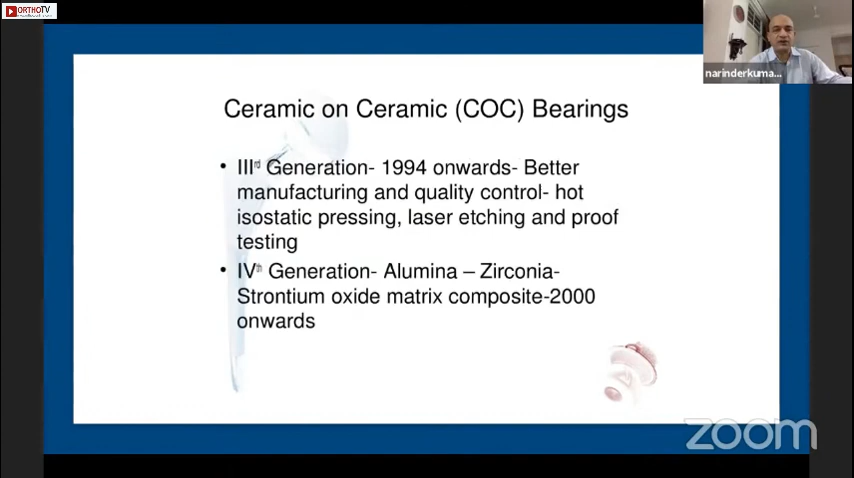 ORTHOTV
narinderkuma...
Ceramic on Ceramic (COC) Bearings
• IIIrd Generation- 1994 onwards- Better
manufacturing and quality control- hot
isostatic pressing, laser etching and proof
testing
• IVth Generation- Alumina – Zirconia-
Strontium oxide matrix composite-2000
onwards
zoom